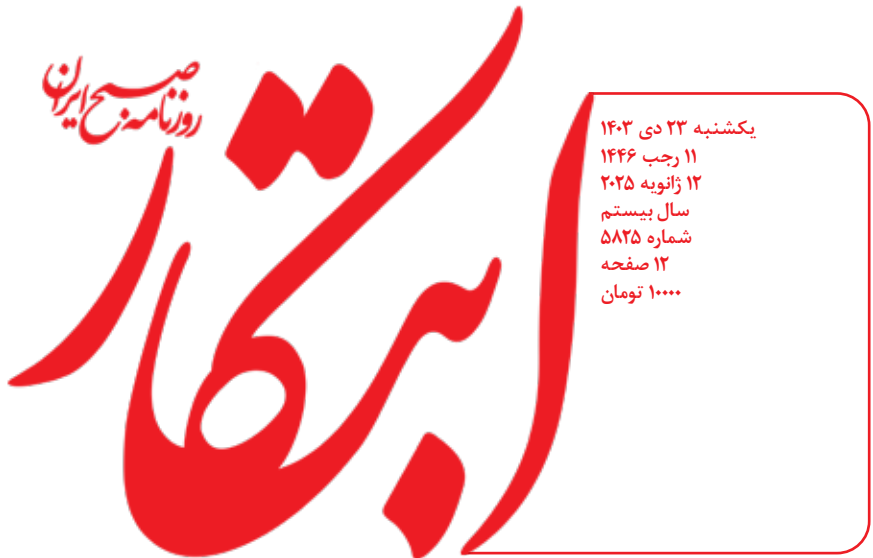 ابتکار
روزنامه صبح ایران
یکشنبه ۲۳ دی ۱۴۰۳
۱۱ رجب ۱۴۴۶
۱۲ ژانویه ۲۰۲۵
سال بیستم
شماره ۵۸۲۵
۱۲ صفحه
۱۰۰۰۰ تومان